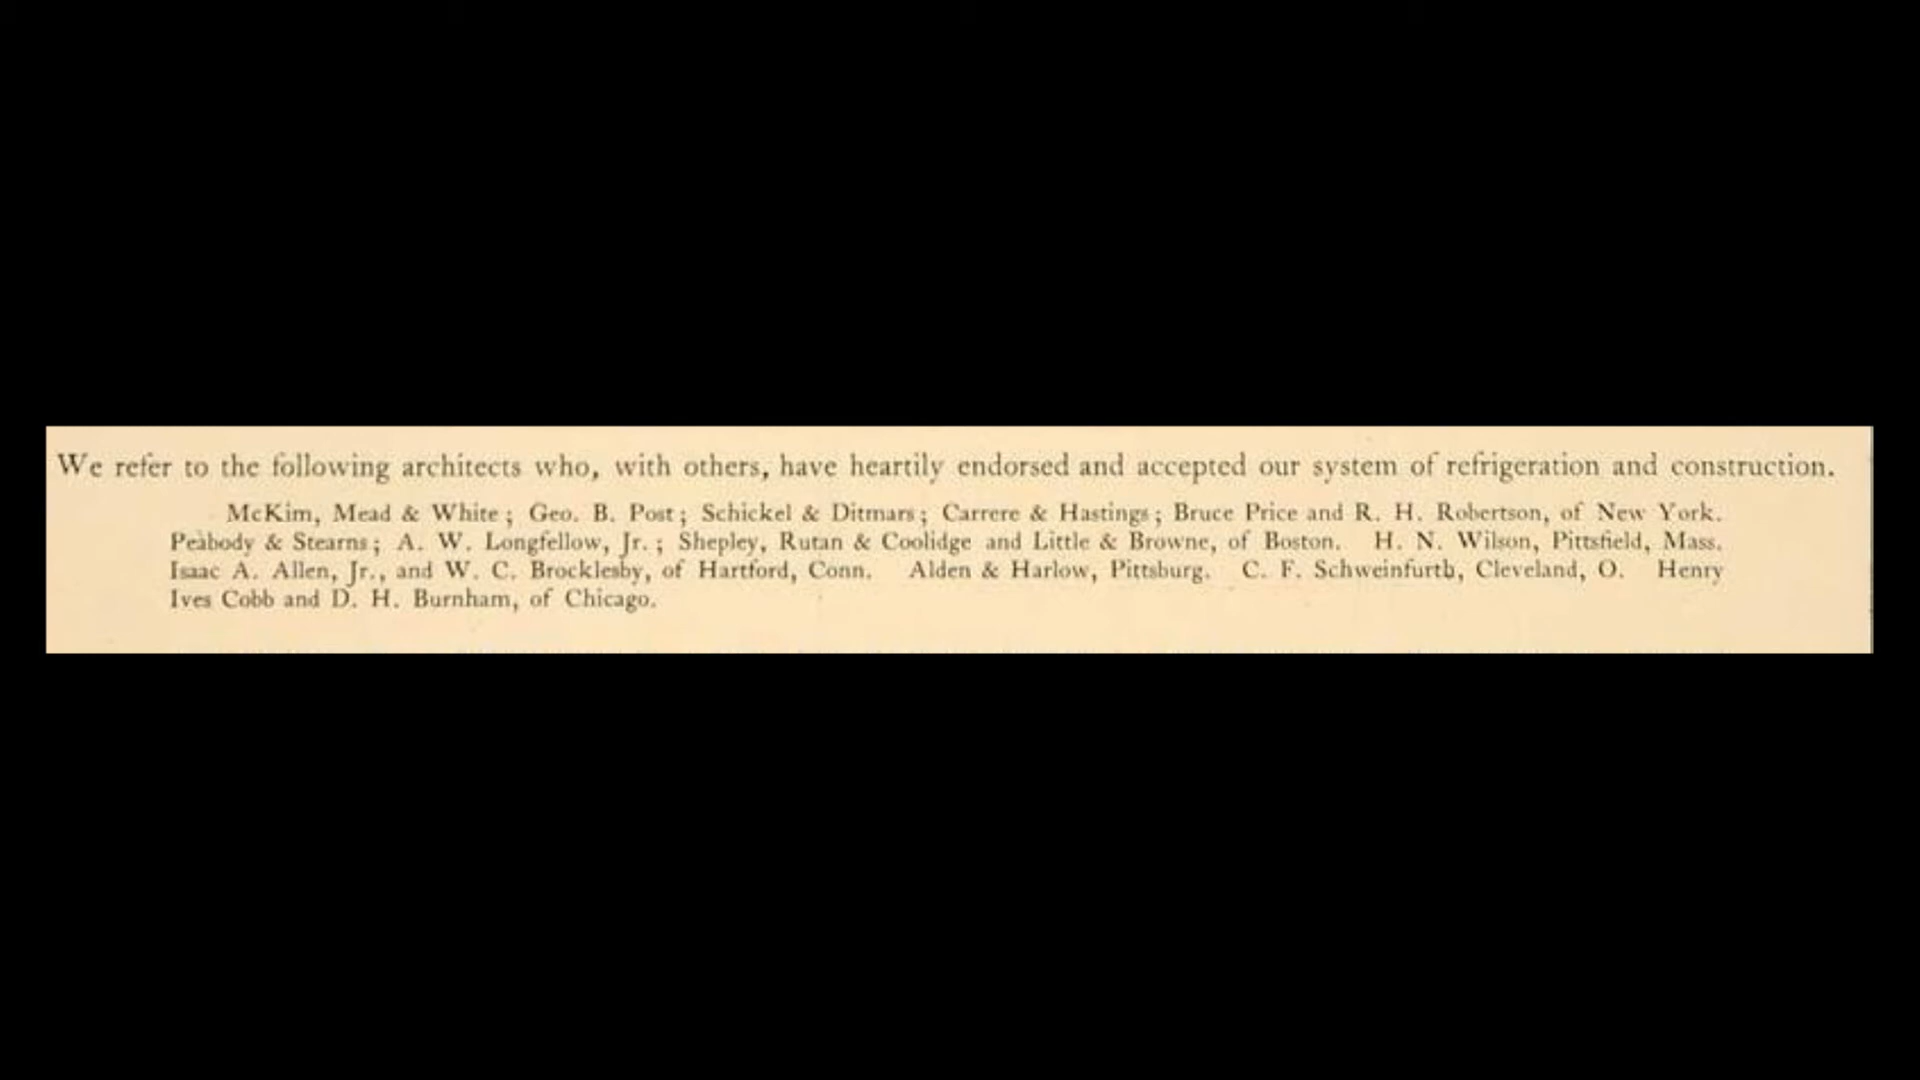 We refer to the following architects who, with others, have heartily endorsed and accepted our system of refrigeration and construction.
McKim, Mead & White; Geo. B. Post; Schickel & Ditmars; Carrere & Hastings; Bruce Price and R. H. Robertson, of New York.
Peabody & Stearns; A. W. Longfellow, Jr.; Shepley, Rutan & Coolidge and Little & Browne, of Boston. H. N. Wilson, Pittsfield, Mass.
Isaac A. Allen, Jr., and W. C. Brocklesby, of Hartford, Conn. Alden & Harlow, Pittsburg. C. F. Schweinfurth, Cleveland, O. Henry
Ives Cobb and D. H. Burnham, of Chicago.